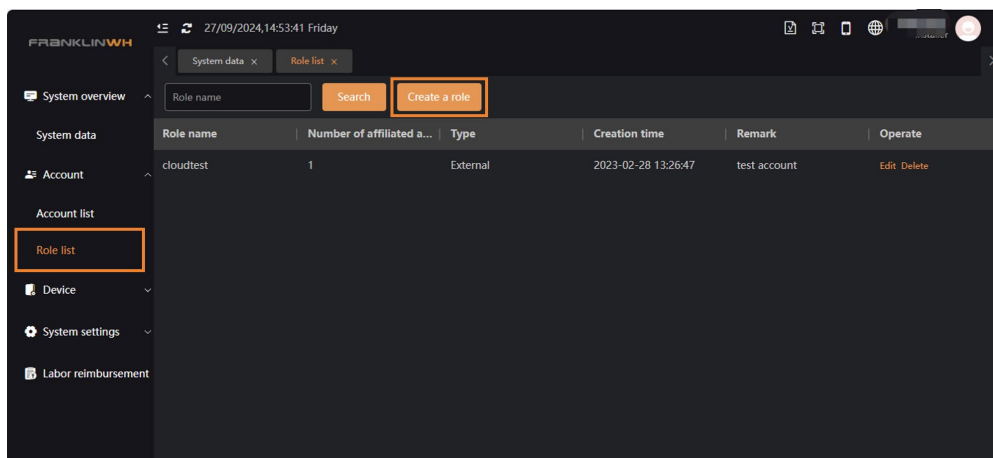 FRANKLINWH
27/09/2024,14:53:41 Friday
System data × Role list ×
System overview
Role name Search Create a role
System data
Role name Number of affiliated a... Type Creation time Remark Operate
cloudtest 1 External 2023-02-28 13:26:47 test account Edit Delete
Account
Account list
Role list
Device
System settings
Labor reimbursement